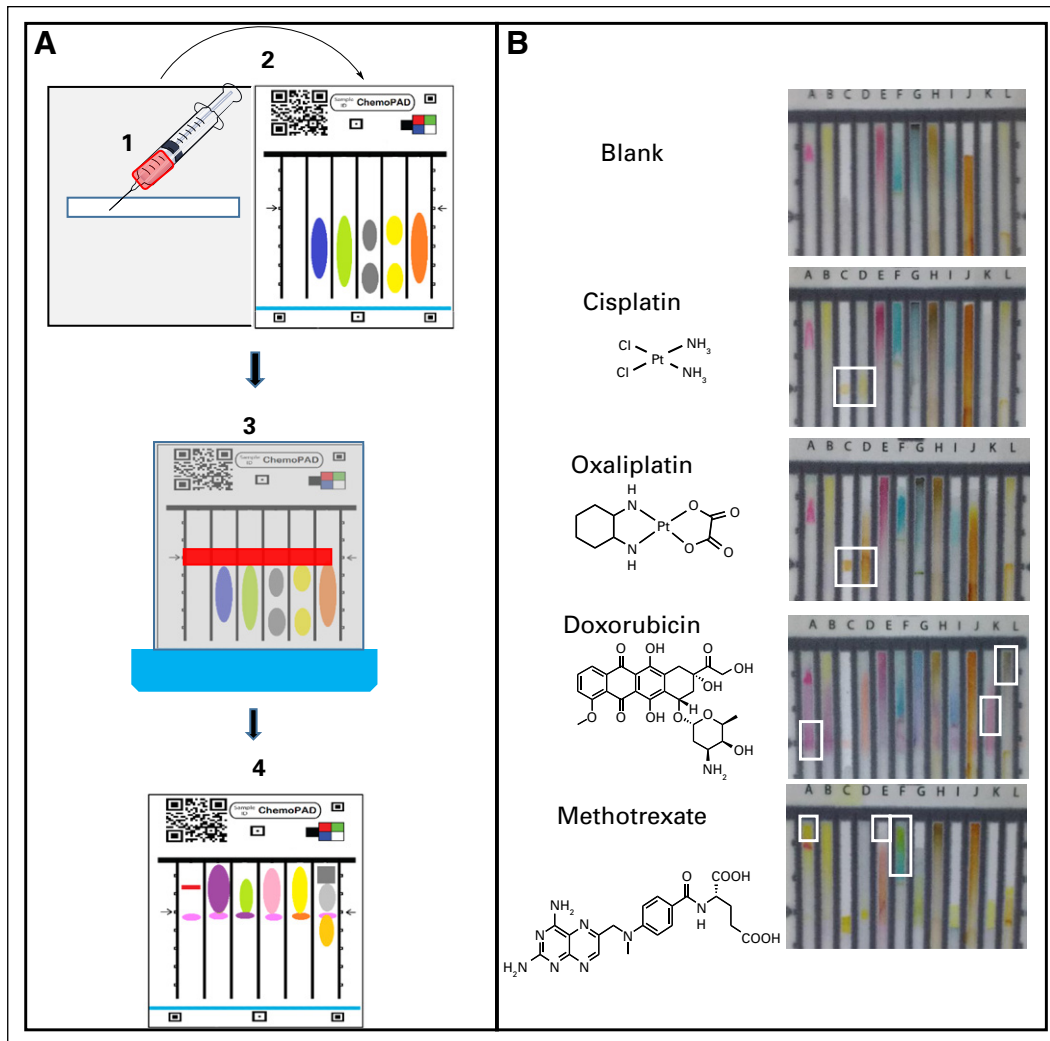 A
1
2
Sample
ID
ChemoPAD
3
Sample
ID
ChemoPAD
4
Sample
ID
ChemoPAD
B
Blank
A B C D E F G H I J K L
Cisplatin
Cl
Cl
Pt
NH3
NH3
A B C D E F G H I J K L
Oxaliplatin
H
N
N
H
Pt
O
O
O
O
A B C D E F G H I J K L
Doxorubicin
O
OH
O
OH
OH
O
O
OH
H
O
O
OH
NH2
A B C D E F G H I J K L
Methotrexate
NH2
N
N
H2N
N
N
N
O
N
H
COOH
COOH
A B C D E F G H I J K L